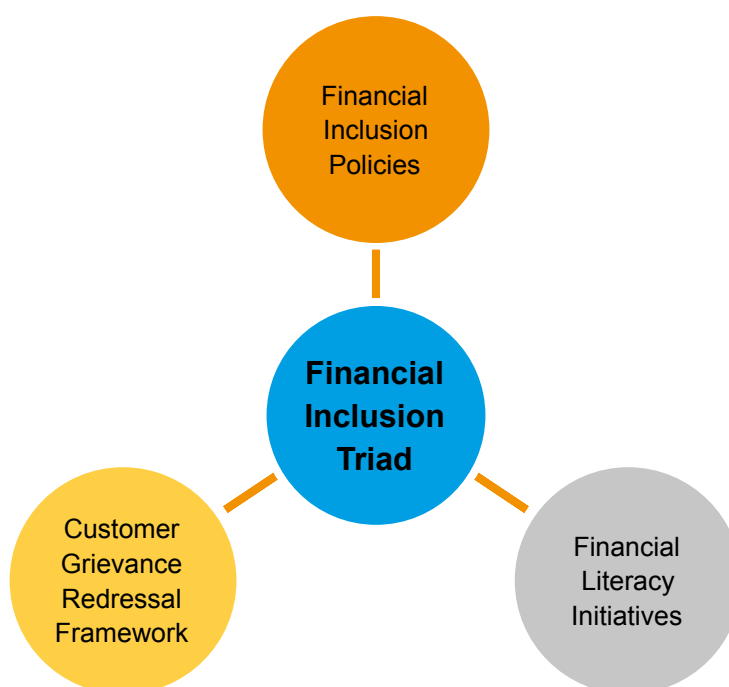 Financial
Inclusion
Policies
Financial
Inclusion
Triad
Customer
Grievance
Redressal
Framework
Financial
Literacy
Initiatives